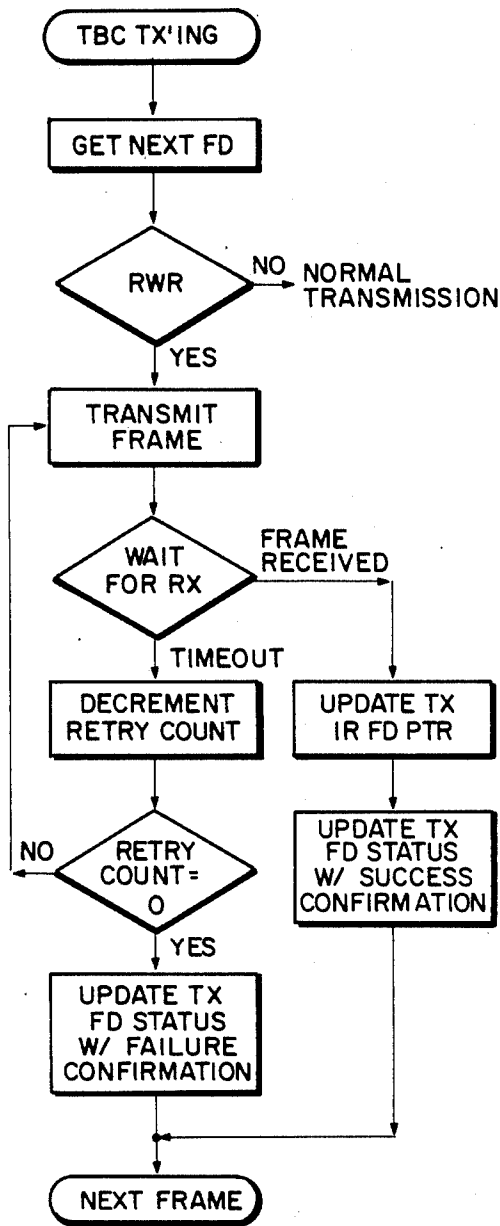 TBC TX'ING
GET NEXT FD
RWR
NO
NORMAL
TRANSMISSION
YES
TRANSMIT
FRAME
WAIT
FOR RX
FRAME
RECEIVED
TIMEOUT
DECREMENT
RETRY COUNT
UPDATE TX
IR FD PTR
RETRY
COUNT=
0
NO
YES
UPDATE TX
FD STATUS
W/ SUCCESS
CONFIRMATION
UPDATE TX
FD STATUS
W/ FAILURE
CONFIRMATION
NEXT FRAME